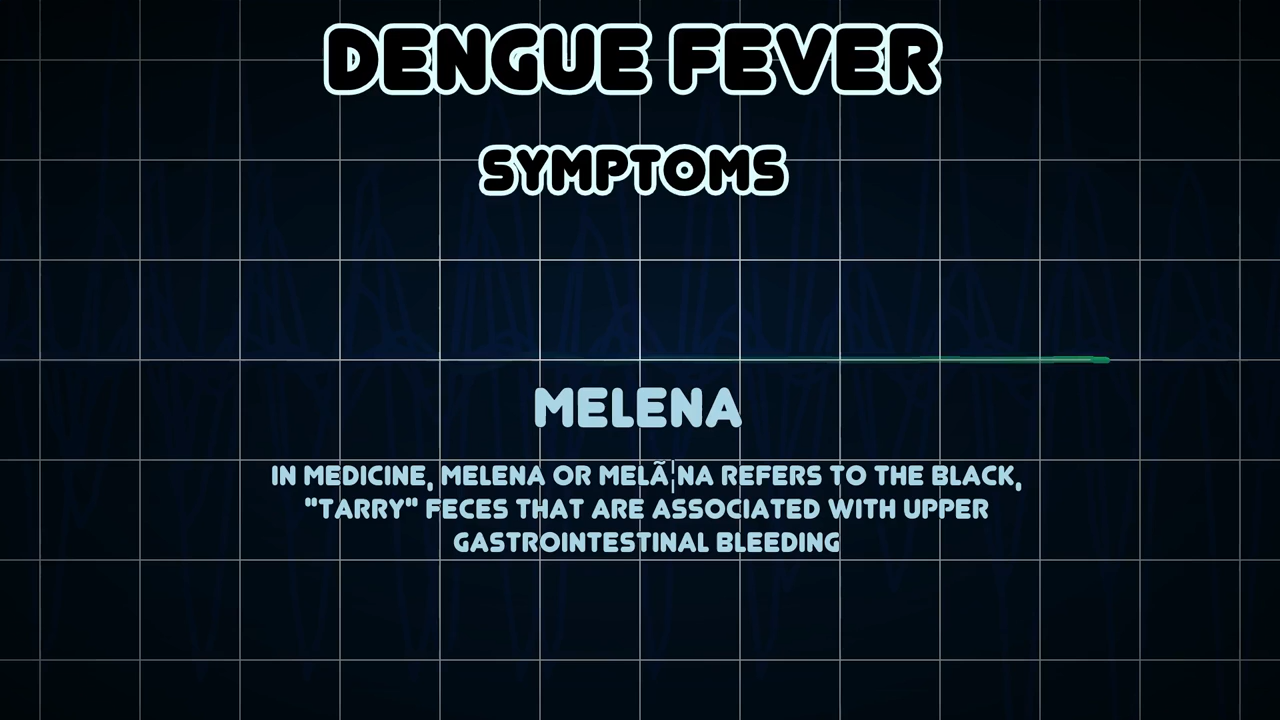 DENGUE FEVER
SYMPTOMS
MELENA
IN MEDICINE, MELENA OR MELÃ¦NA REFERS TO THE BLACK,
"TARRY" FECES THAT ARE ASSOCIATED WITH UPPER
GASTROINTESTINAL BLEEDING